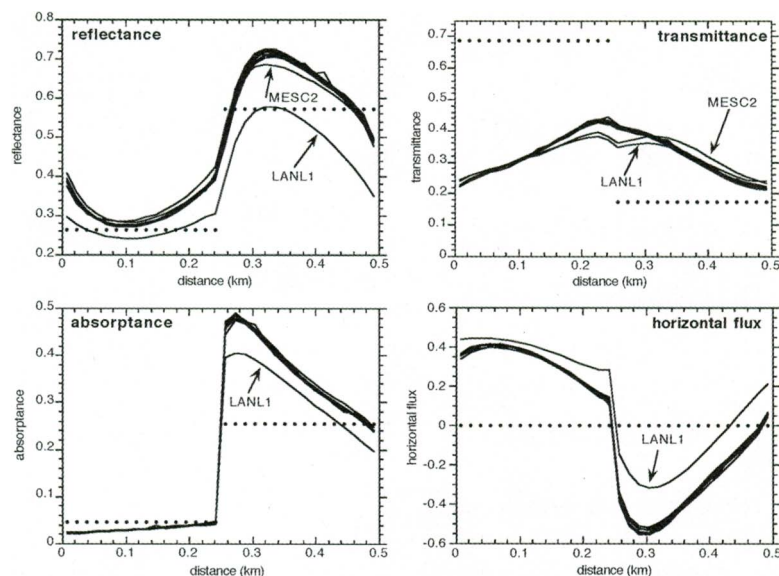 reflectance
0.8
0.7
0.6
0.5
0.4
0.3
0.2
reflectance
MESC2
LANL1
0 0.1 0.2 0.3 0.4 0.5
distance (km)
transmittance
0.7
0.6
0.5
0.4
0.3
0.2
0.1
0
transmittance
MESC2
LANL1
0 0.1 0.2 0.3 0.4 0.5
distance (km)
absorptance
0.5
0.4
0.3
0.2
0.1
0
absorptance
LANL1
0 0.1 0.2 0.3 0.4 0.5
distance (km)
horizontal flux
0.6
0.4
0.2
0
-0.2
-0.4
-0.6
horizontal flux
LANL1
0 0.1 0.2 0.3 0.4 0.5
distance (km)